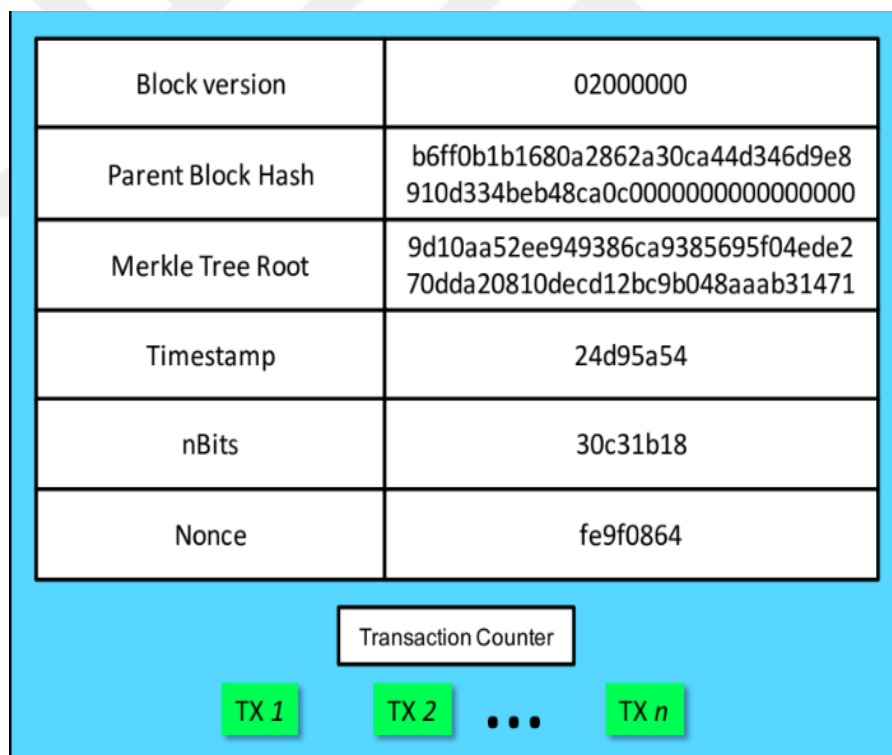 Block version
02000000
Parent Block Hash
b6ff0b1b1680a2862a30ca44d346d9e8
910d334beb48ca0c0000000000000000
Merkle Tree Root
9d10aa52ee949386ca9385695f04ede2
70dda20810decd12bc9b048aaab31471
Timestamp
24d95a54
nBits
30c31b18
Nonce
fe9f0864
Transaction Counter
TX 1
TX 2
...
TX n